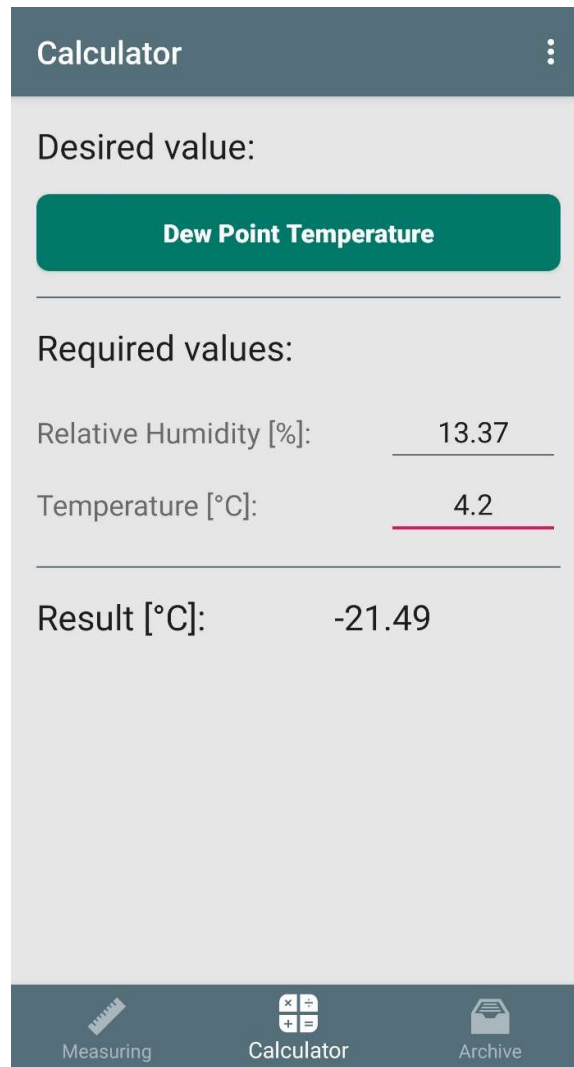 Calculator
Desired value:
Dew Point Temperature
Required values:
Relative Humidity [%]: 13.37
Temperature [°C]: 4.2
Result [°C]: -21.49
Measuring Calculator Archive